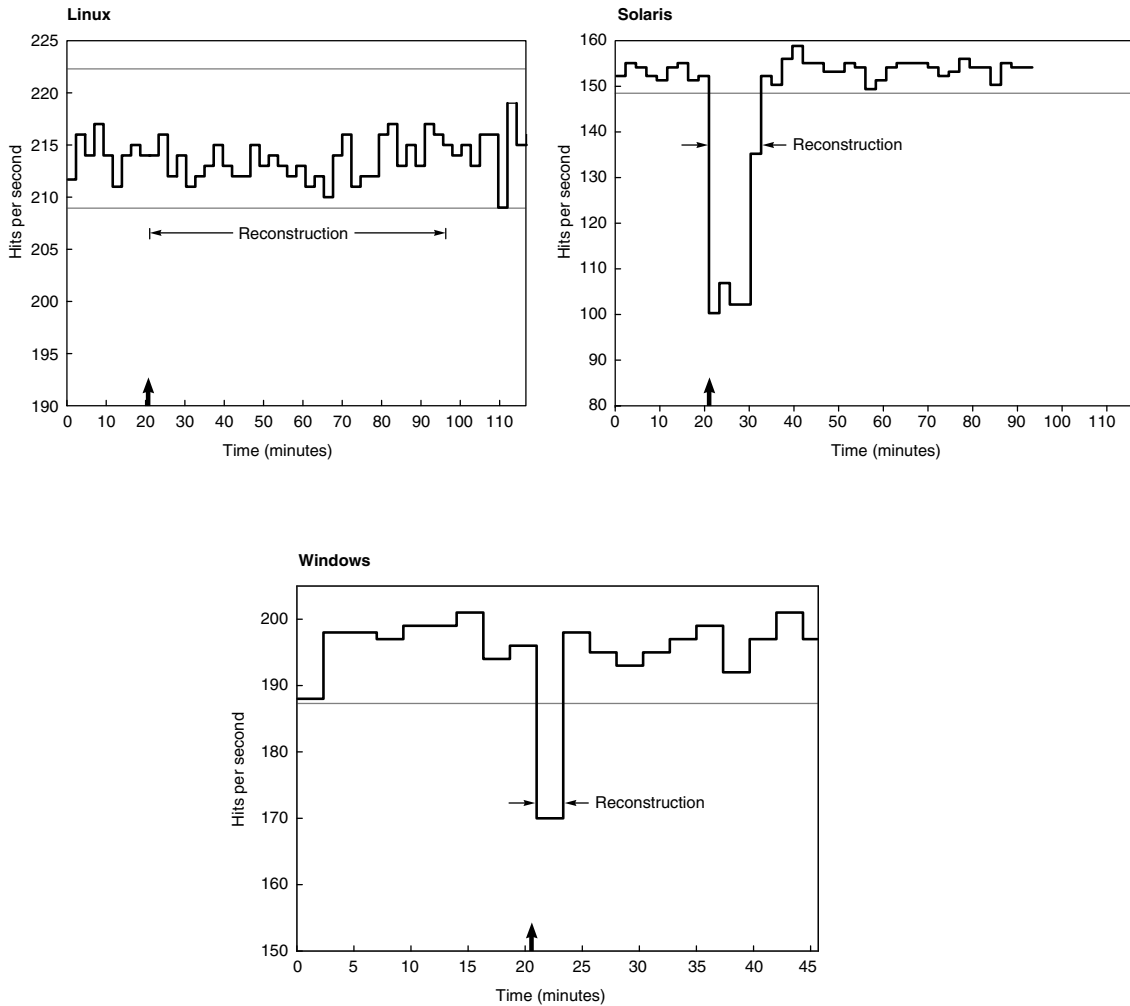 Linux
225
220
215
210
205
200
195
190
Hits per second
Reconstruction
0 10 20 30 40 50 60 70 80 90 100 110
Time (minutes)
Solaris
160
150
140
130
120
110
100
90
80
Hits per second
Reconstruction
0 10 20 30 40 50 60 70 80 90 100 110
Time (minutes)
Windows
200
190
180
170
160
150
Hits per second
Reconstruction
0 5 10 15 20 25 30 35 40 45
Time (minutes)